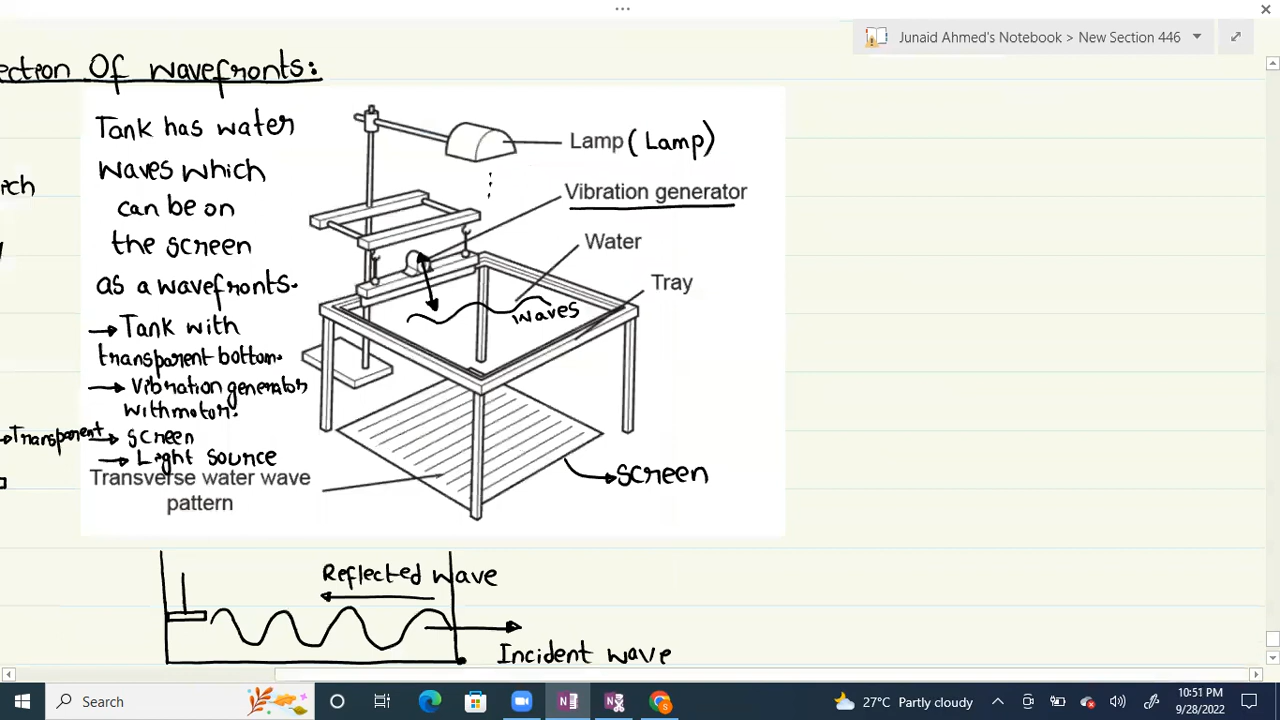 Junaid Ahmed's Notebook > New Section 446
ection Of wavefronts:
Tank has water
waves which
can be on
the screen
as a wavefronts.
→ Tank with
transparent bottom.
→ Vibration generator
with motor.
→ Transparent → screen
→ Light source
Transverse water wave
pattern
Lamp (Lamp)
Vibration generator
Water
Tray
waves
screen
Reflected wave
Incident wave
Search
27°C Partly cloudy
10:51 PM
9/28/2022